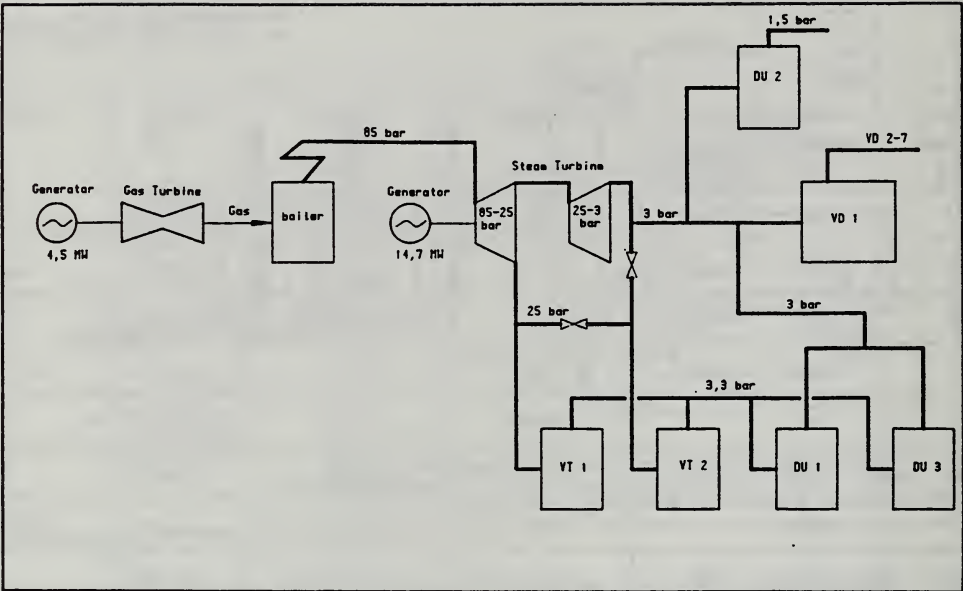 1,5 bar
DU 2
85 bar
VD 2-7
Steam Turbine
Generator
Gas Turbine
Generator
Gas
boiler
85-25
bar
25-3
bar
3 bar
VD 1
4,5 MW
14,7 MW
25 bar
3 bar
3,3 bar
VT 1
VT 2
DU 1
DU 3